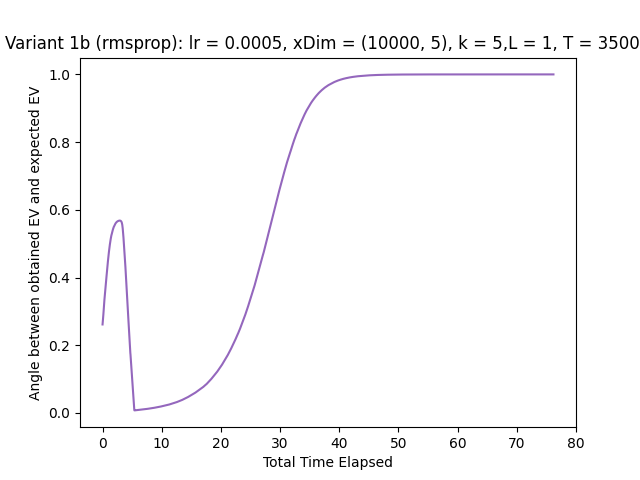 Variant 1b (rmsprop): lr = 0.0005, xDim = (10000, 5), k = 5,L = 1, T = 3500
Angle between obtained EV and expected EV
1.0
0.8
0.6
0.4
0.2
0.0
0 10 20 30 40 50 60 70 80
Total Time Elapsed